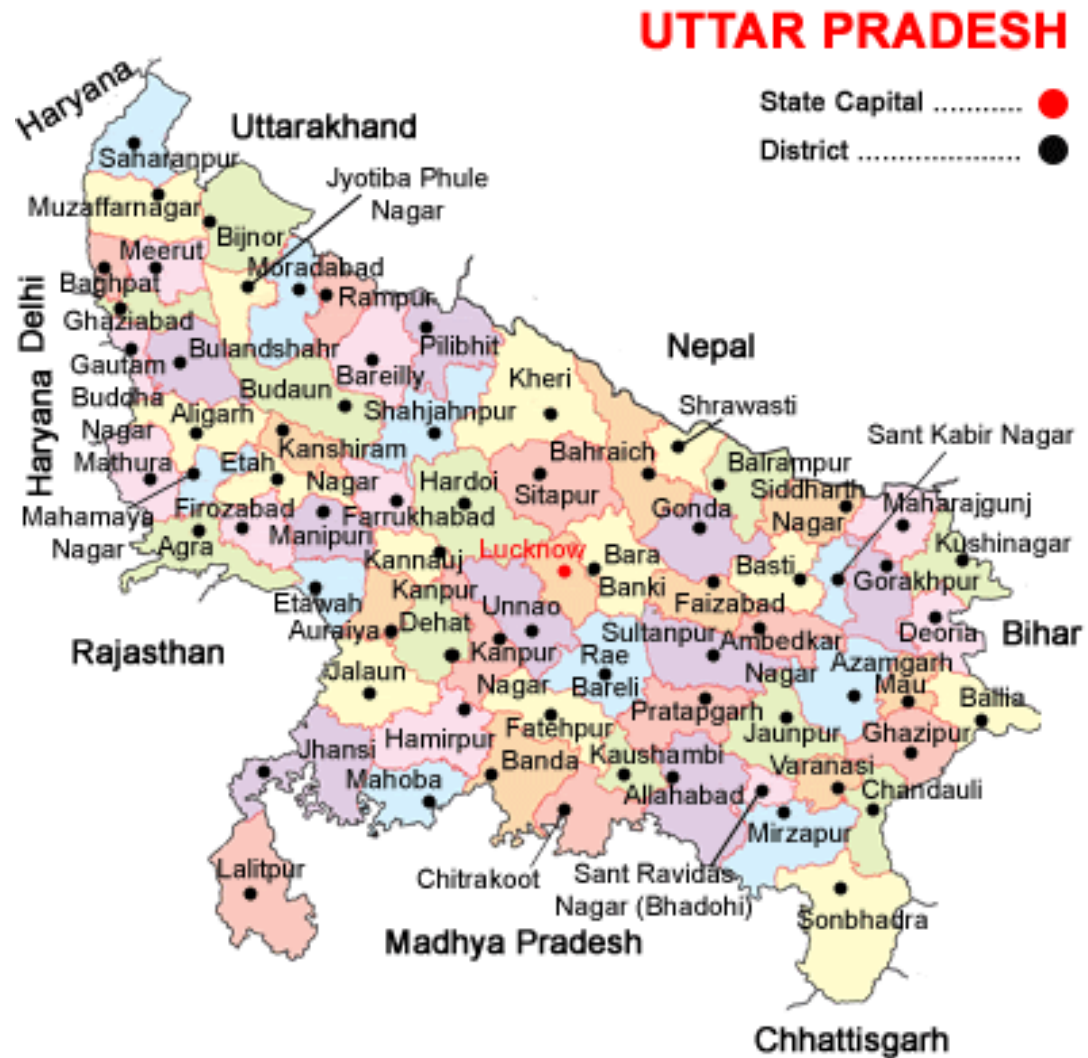 UTTAR PRADESH
State Capital ...........
District .....................
Haryana
Uttarakhand
Saharanpur
Jyotiba Phule
Nagar
Muzaffarnagar
Bijnor
Meerut
Moradabad
Baghpat
Rampur
Haryana
Delhi
Ghaziabad
Pilibhit
Nepal
Gautam
Buddha
Nagar
Bulandshahr
Bareilly
Kheri
Budaun
Shrawasti
Aligarh
Shahjahnpur
Sant Kabir Nagar
Mathura
Etah
Kanshiram
Nagar
Hardoi
Bahraich
Balrampur
Sitapur
Siddharth
Nagar
Maharajgunj
Mahamaya
Nagar
Firozabad
Farrukhabad
Gonda
Manipuri
Kushinagar
Agra
Kannauj
Lucknow
Bara
Banki
Basti
Gorakhpur
Etawah
Kanpur
Dehat
Unnao
Faizabad
Auraiya
Sultanpur
Ambedkar
Nagar
Deoria
Bihar
Rajasthan
Kanpur
Nagar
Rae
Bareli
Azamgarh
Jalaun
Mau
Ballia
Pratapgarh
Fatehpur
Jaunpur
Ghazipur
Jhansi
Hamirpur
Kaushambi
Mahoba
Banda
Varanasi
Chandauli
Allahabad
Mirzapur
Lalitpur
Chitrakoot
Sant Ravidas
Nagar (Bhadohi)
Sonbhadra
Madhya Pradesh
Chhattisgarh